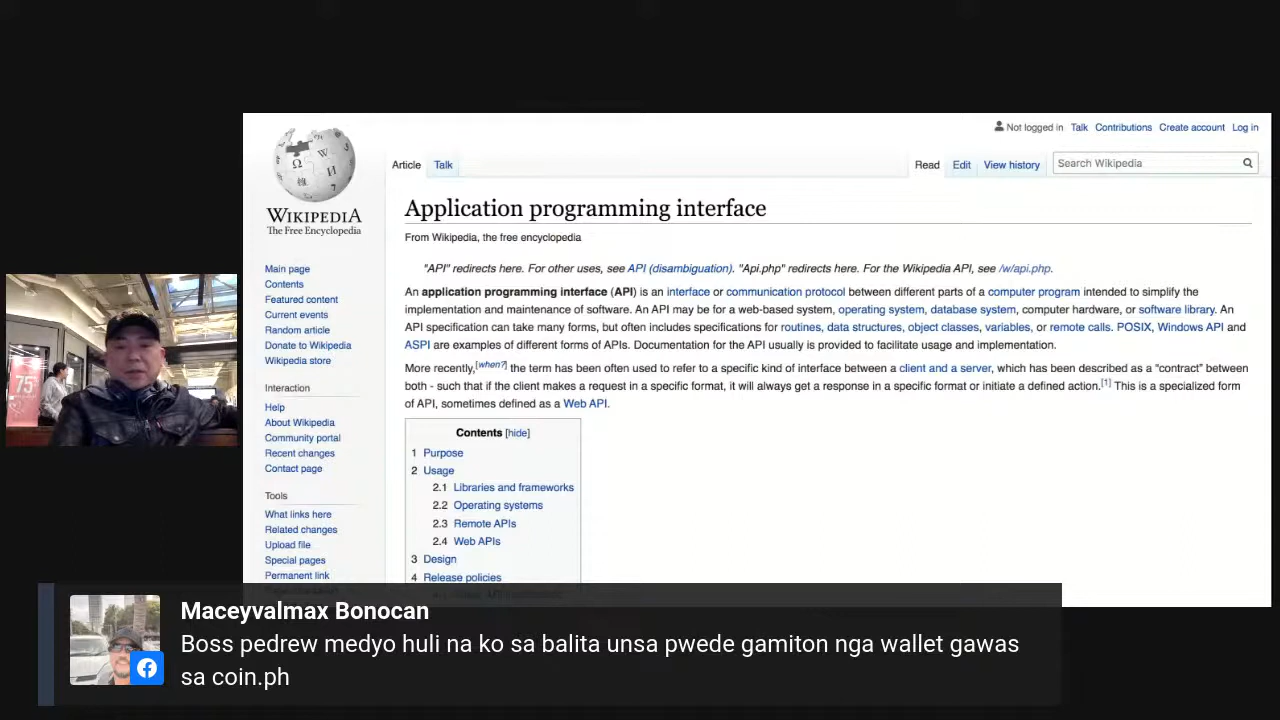 Not logged in Talk Contributions Create account Log in
Article Talk Read Edit View history Search Wikipedia
WIKIPEDIA
The Free Encyclopedia
Main page
Contents
Featured content
Current events
Random article
Donate to Wikipedia
Wikipedia store
Interaction
Help
About Wikipedia
Community portal
Recent changes
Contact page
Tools
What links here
Related changes
Upload file
Special pages
Permanent link
Application programming interface
From Wikipedia, the free encyclopedia
"API" redirects here. For other uses, see API (disambiguation). "Api.php" redirects here. For the Wikipedia API, see /w/api.php.
An application programming interface (API) is an interface or communication protocol between different parts of a computer program intended to simplify the
implementation and maintenance of software. An API may be for a web-based system, operating system, database system, computer hardware, or software library. An
API specification can take many forms, but often includes specifications for routines, data structures, object classes, variables, or remote calls. POSIX, Windows API and
ASPI are examples of different forms of APIs. Documentation for the API usually is provided to facilitate usage and implementation.
More recently,[when?] the term has been often used to refer to a specific kind of interface between a client and a server, which has been described as a “contract” between
both - such that if the client makes a request in a specific format, it will always get a response in a specific format or initiate a defined action.[1] This is a specialized form
of API, sometimes defined as a Web API.
Contents [hide]
1 Purpose
2 Usage
2.1 Libraries and frameworks
2.2 Operating systems
2.3 Remote APIs
2.4 Web APIs
3 Design
4 Release policies
75%
Maceyvalmax Bonocan
Boss pedrew medyo huli na ko sa balita unsa pwede gamiton nga wallet gawas
sa coin.ph